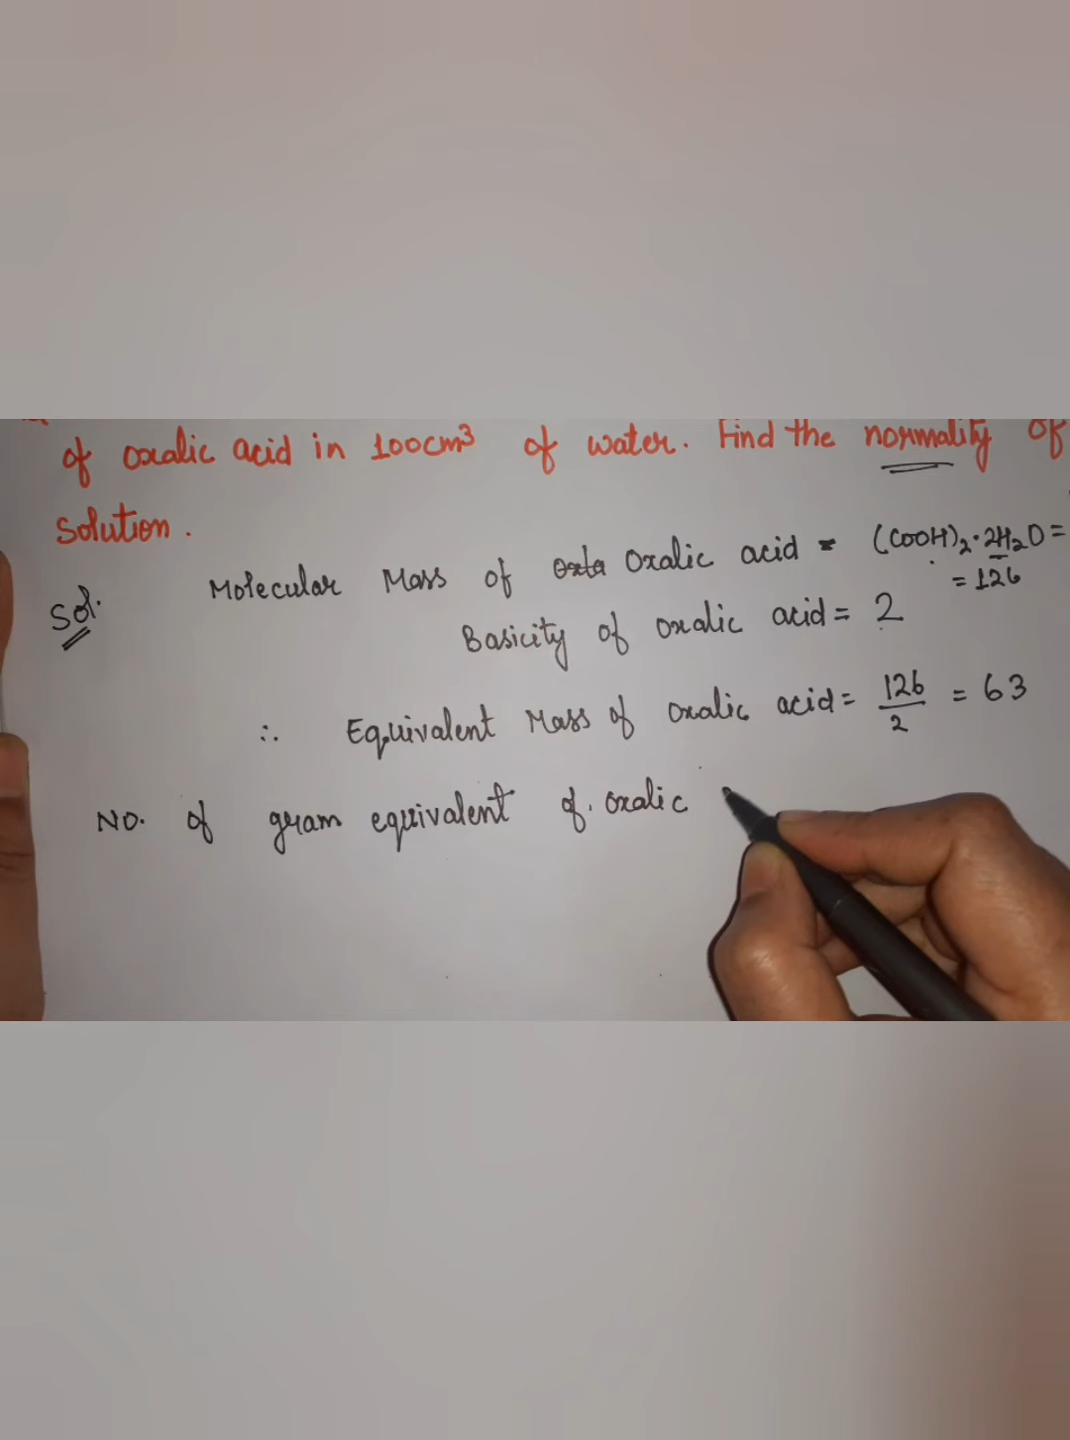 of oxalic acid in 100cm³ of water. Find the normality of
solution.
Sol. Molecular Mass of Oxalic acid = (COOH)₂·2H₂O =
= 126
Basicity of oxalic acid = 2
∴ Equivalent Mass of oxalic acid = 126/2 = 63
No. of gram equivalent of oxalic